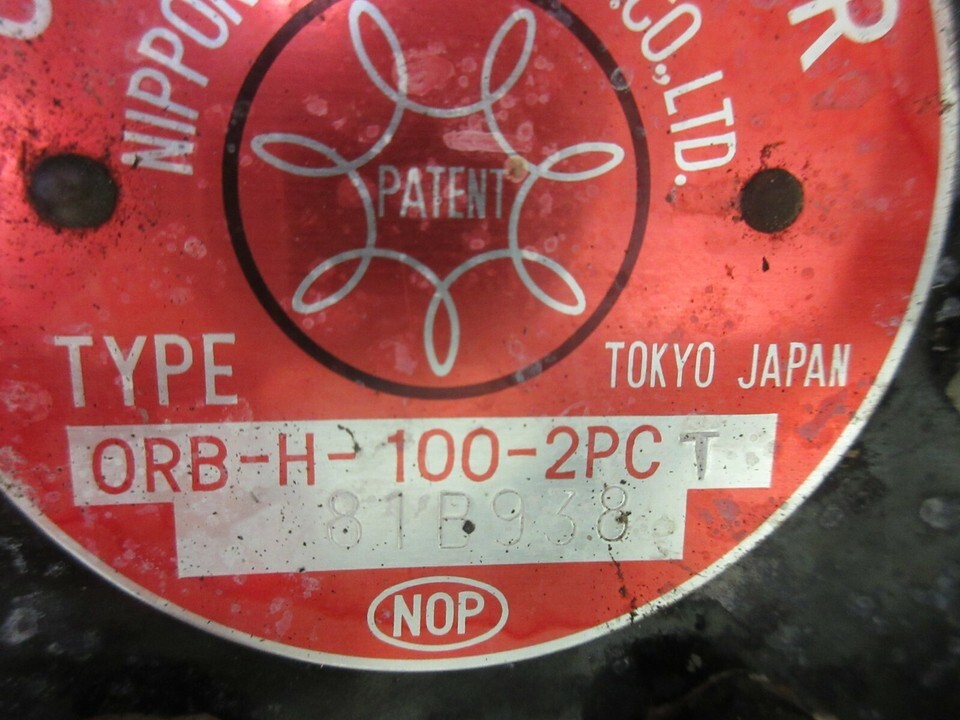 NIPPON
CO., LTD.
PATENT
TYPE
TOKYO JAPAN
ORB-H-100-2PC T
81B938
NOP